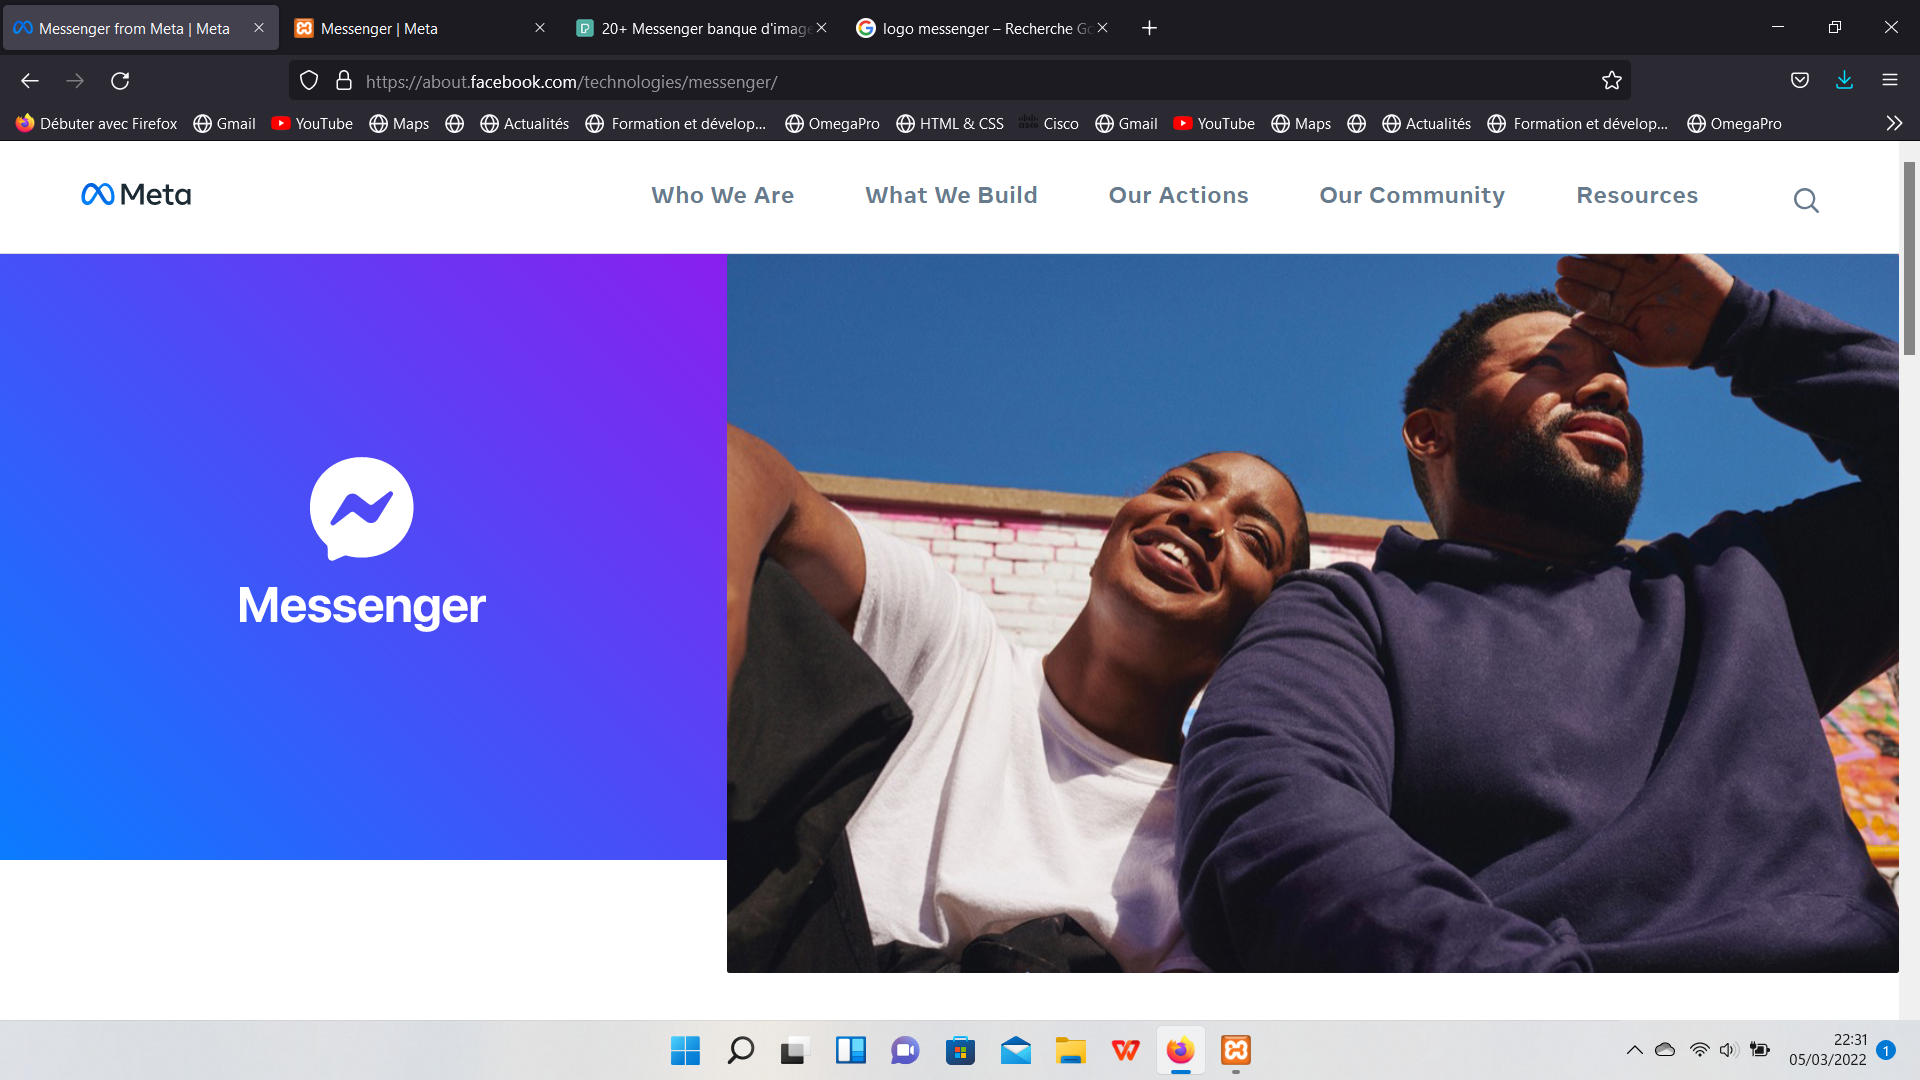 Messenger from Meta | Meta
Messenger | Meta
20+ Messenger banque d'image
logo messenger – Recherche Go
https://about.facebook.com/technologies/messenger/
Débuter avec Firefox
Gmail
YouTube
Maps
Actualités
Formation et dévelop...
OmegaPro
HTML & CSS
Cisco
Gmail
YouTube
Maps
Actualités
Formation et dévelop...
OmegaPro
Meta
Who We Are
What We Build
Our Actions
Our Community
Resources
Messenger
22:31
05/03/2022
1